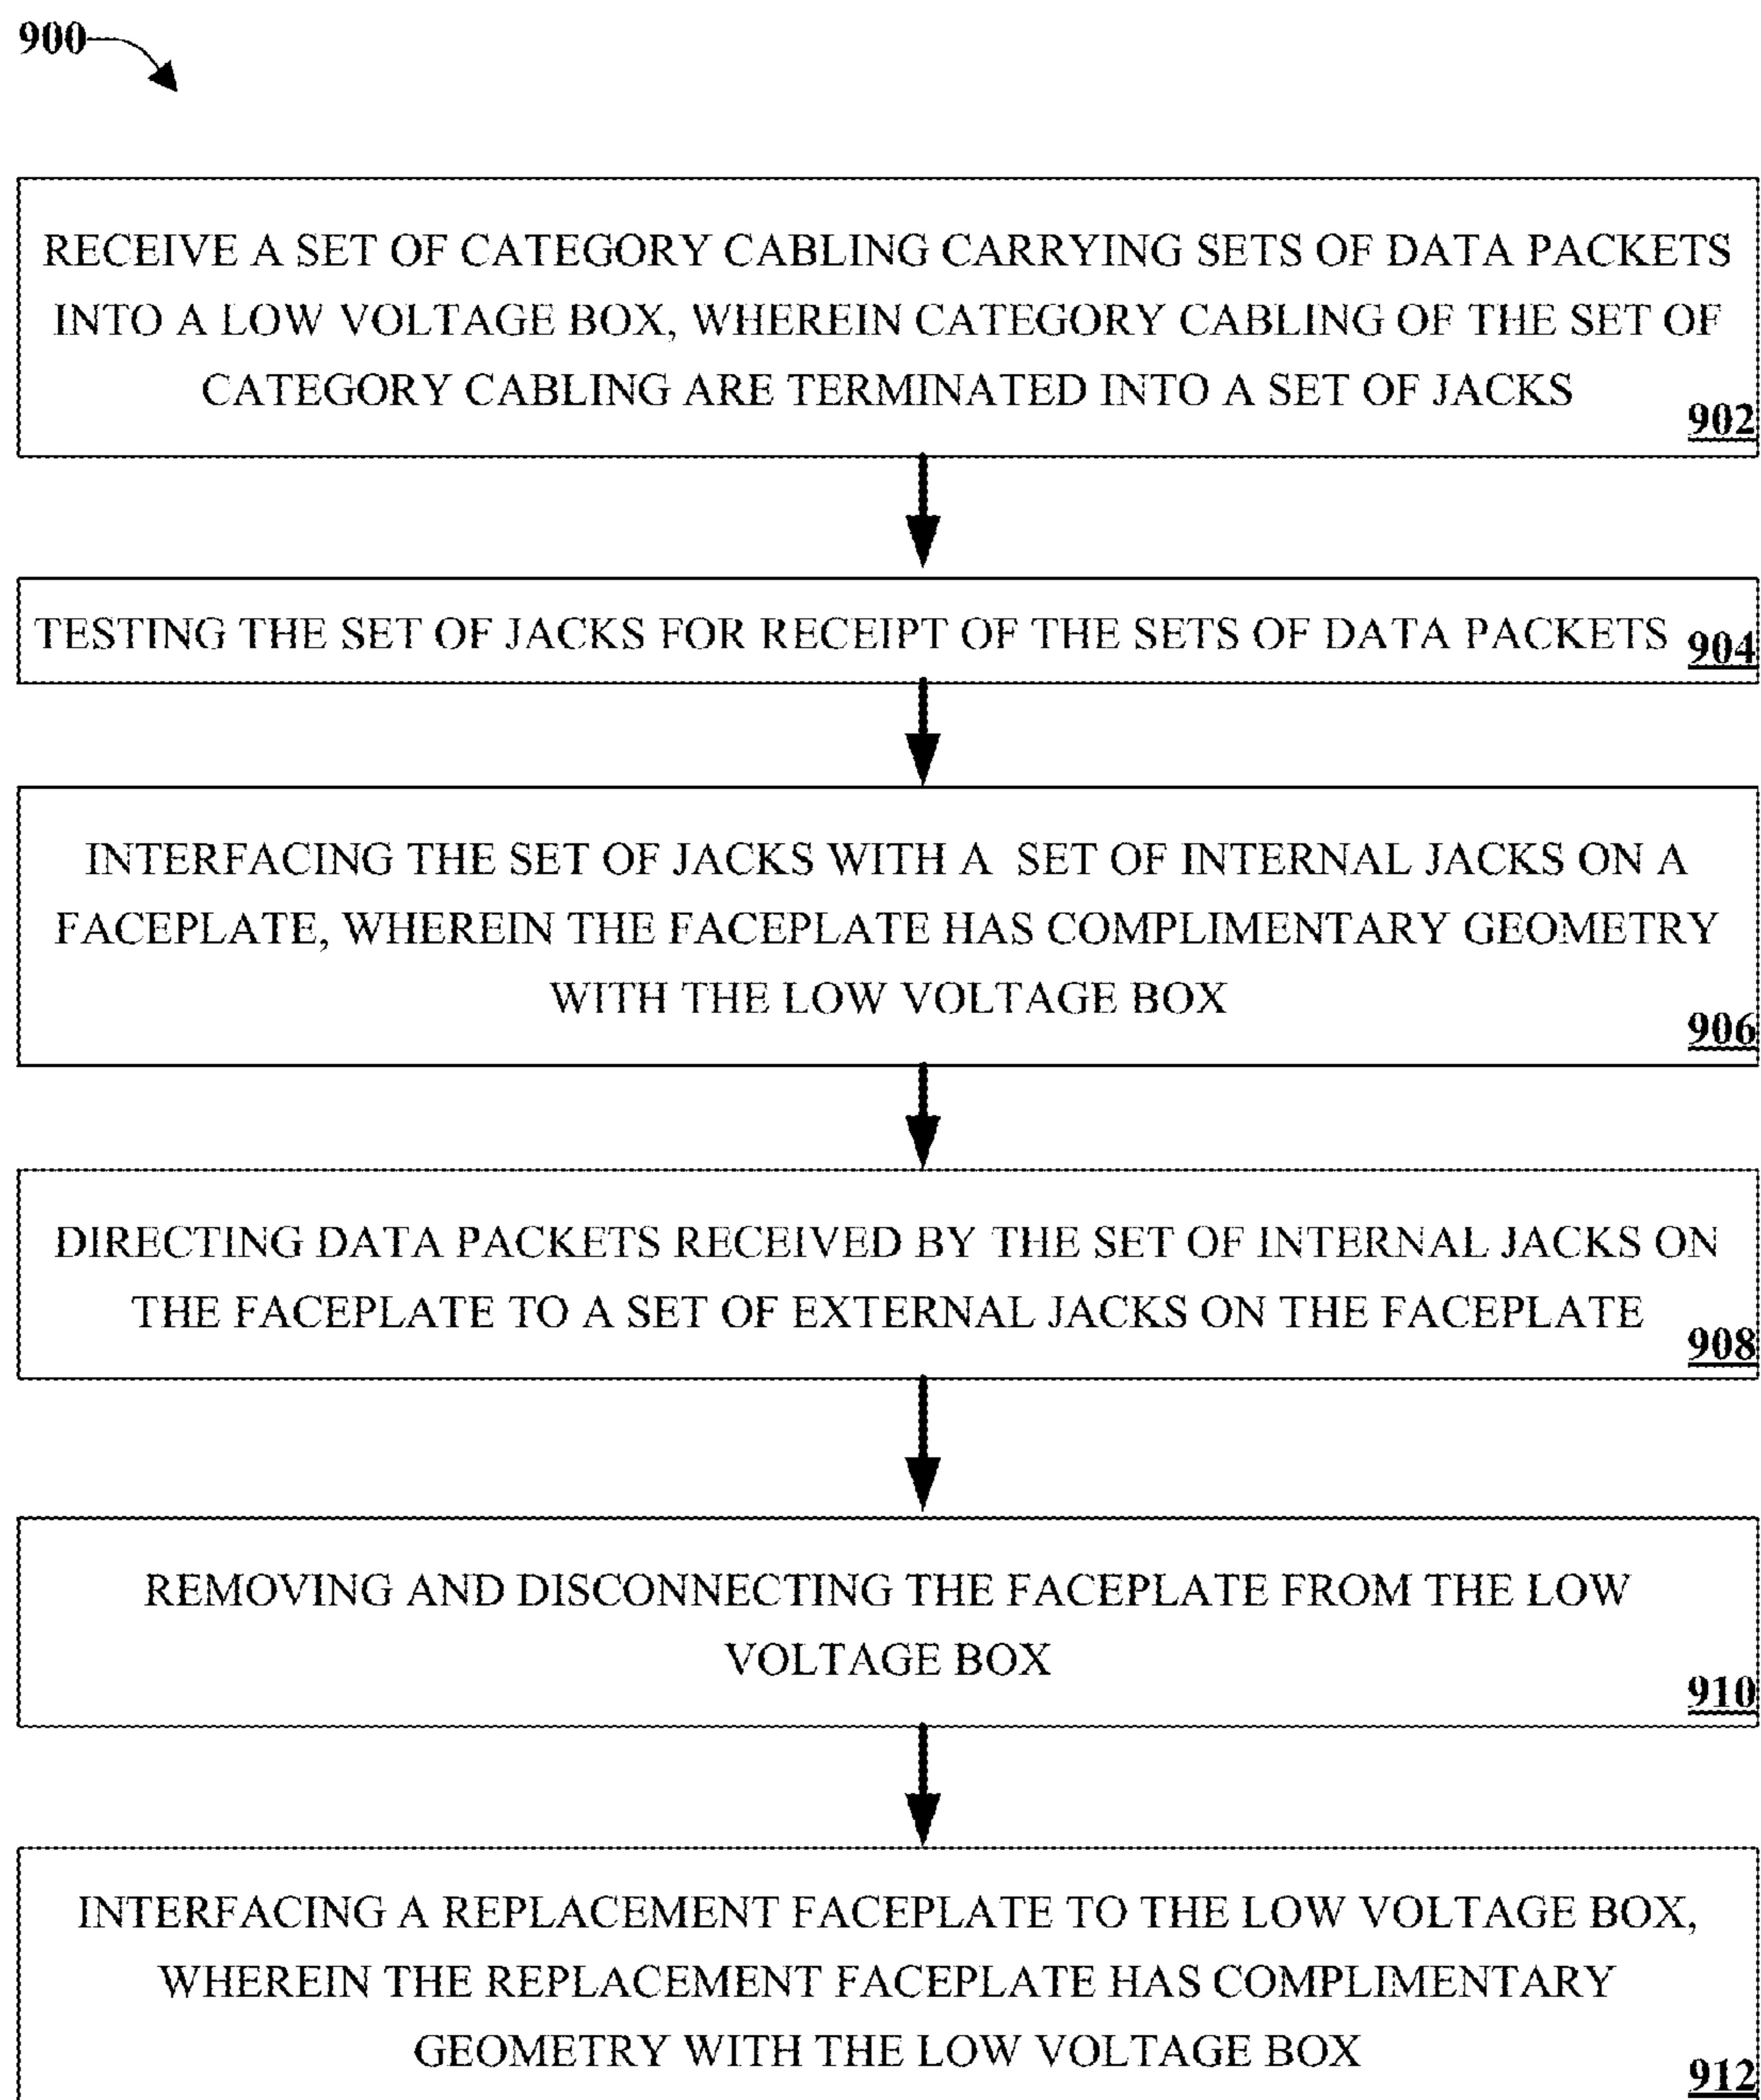 900
RECEIVE A SET OF CATEGORY CABLING CARRYING SETS OF DATA PACKETS
INTO A LOW VOLTAGE BOX, WHEREIN CATEGORY CABLING OF THE SET OF
CATEGORY CABLING ARE TERMINATED INTO A SET OF JACKS
902
TESTING THE SET OF JACKS FOR RECEIPT OF THE SETS OF DATA PACKETS
904
INTERFACING THE SET OF JACKS WITH A SET OF INTERNAL JACKS ON A
FACEPLATE, WHEREIN THE FACEPLATE HAS COMPLIMENTARY GEOMETRY
WITH THE LOW VOLTAGE BOX
906
DIRECTING DATA PACKETS RECEIVED BY THE SET OF INTERNAL JACKS ON
THE FACEPLATE TO A SET OF EXTERNAL JACKS ON THE FACEPLATE
908
REMOVING AND DISCONNECTING THE FACEPLATE FROM THE LOW
VOLTAGE BOX
910
INTERFACING A REPLACEMENT FACEPLATE TO THE LOW VOLTAGE BOX,
WHEREIN THE REPLACEMENT FACEPLATE HAS COMPLIMENTARY
GEOMETRY WITH THE LOW VOLTAGE BOX
912